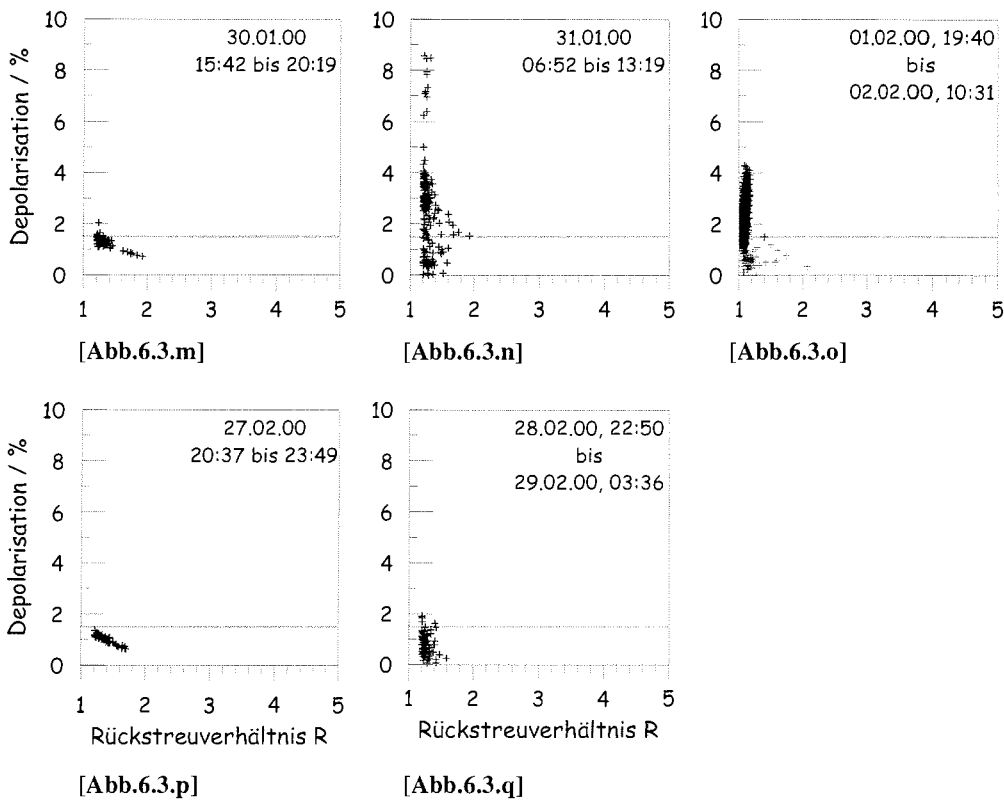 Depolarisation / %
10
8
6
4
2
0
30.01.00
15:42 bis 20:19
1 2 3 4 5
[Abb.6.3.m]
10
8
6
4
2
0
31.01.00
06:52 bis 13:19
1 2 3 4 5
[Abb.6.3.n]
10
8
6
4
2
0
01.02.00, 19:40
bis
02.02.00, 10:31
1 2 3 4 5
[Abb.6.3.o]
Depolarisation / %
10
8
6
4
2
0
27.02.00
20:37 bis 23:49
1 2 3 4 5
Rückstreuverhältnis R
[Abb.6.3.p]
10
8
6
4
2
0
28.02.00, 22:50
bis
29.02.00, 03:36
1 2 3 4 5
Rückstreuverhältnis R
[Abb.6.3.q]